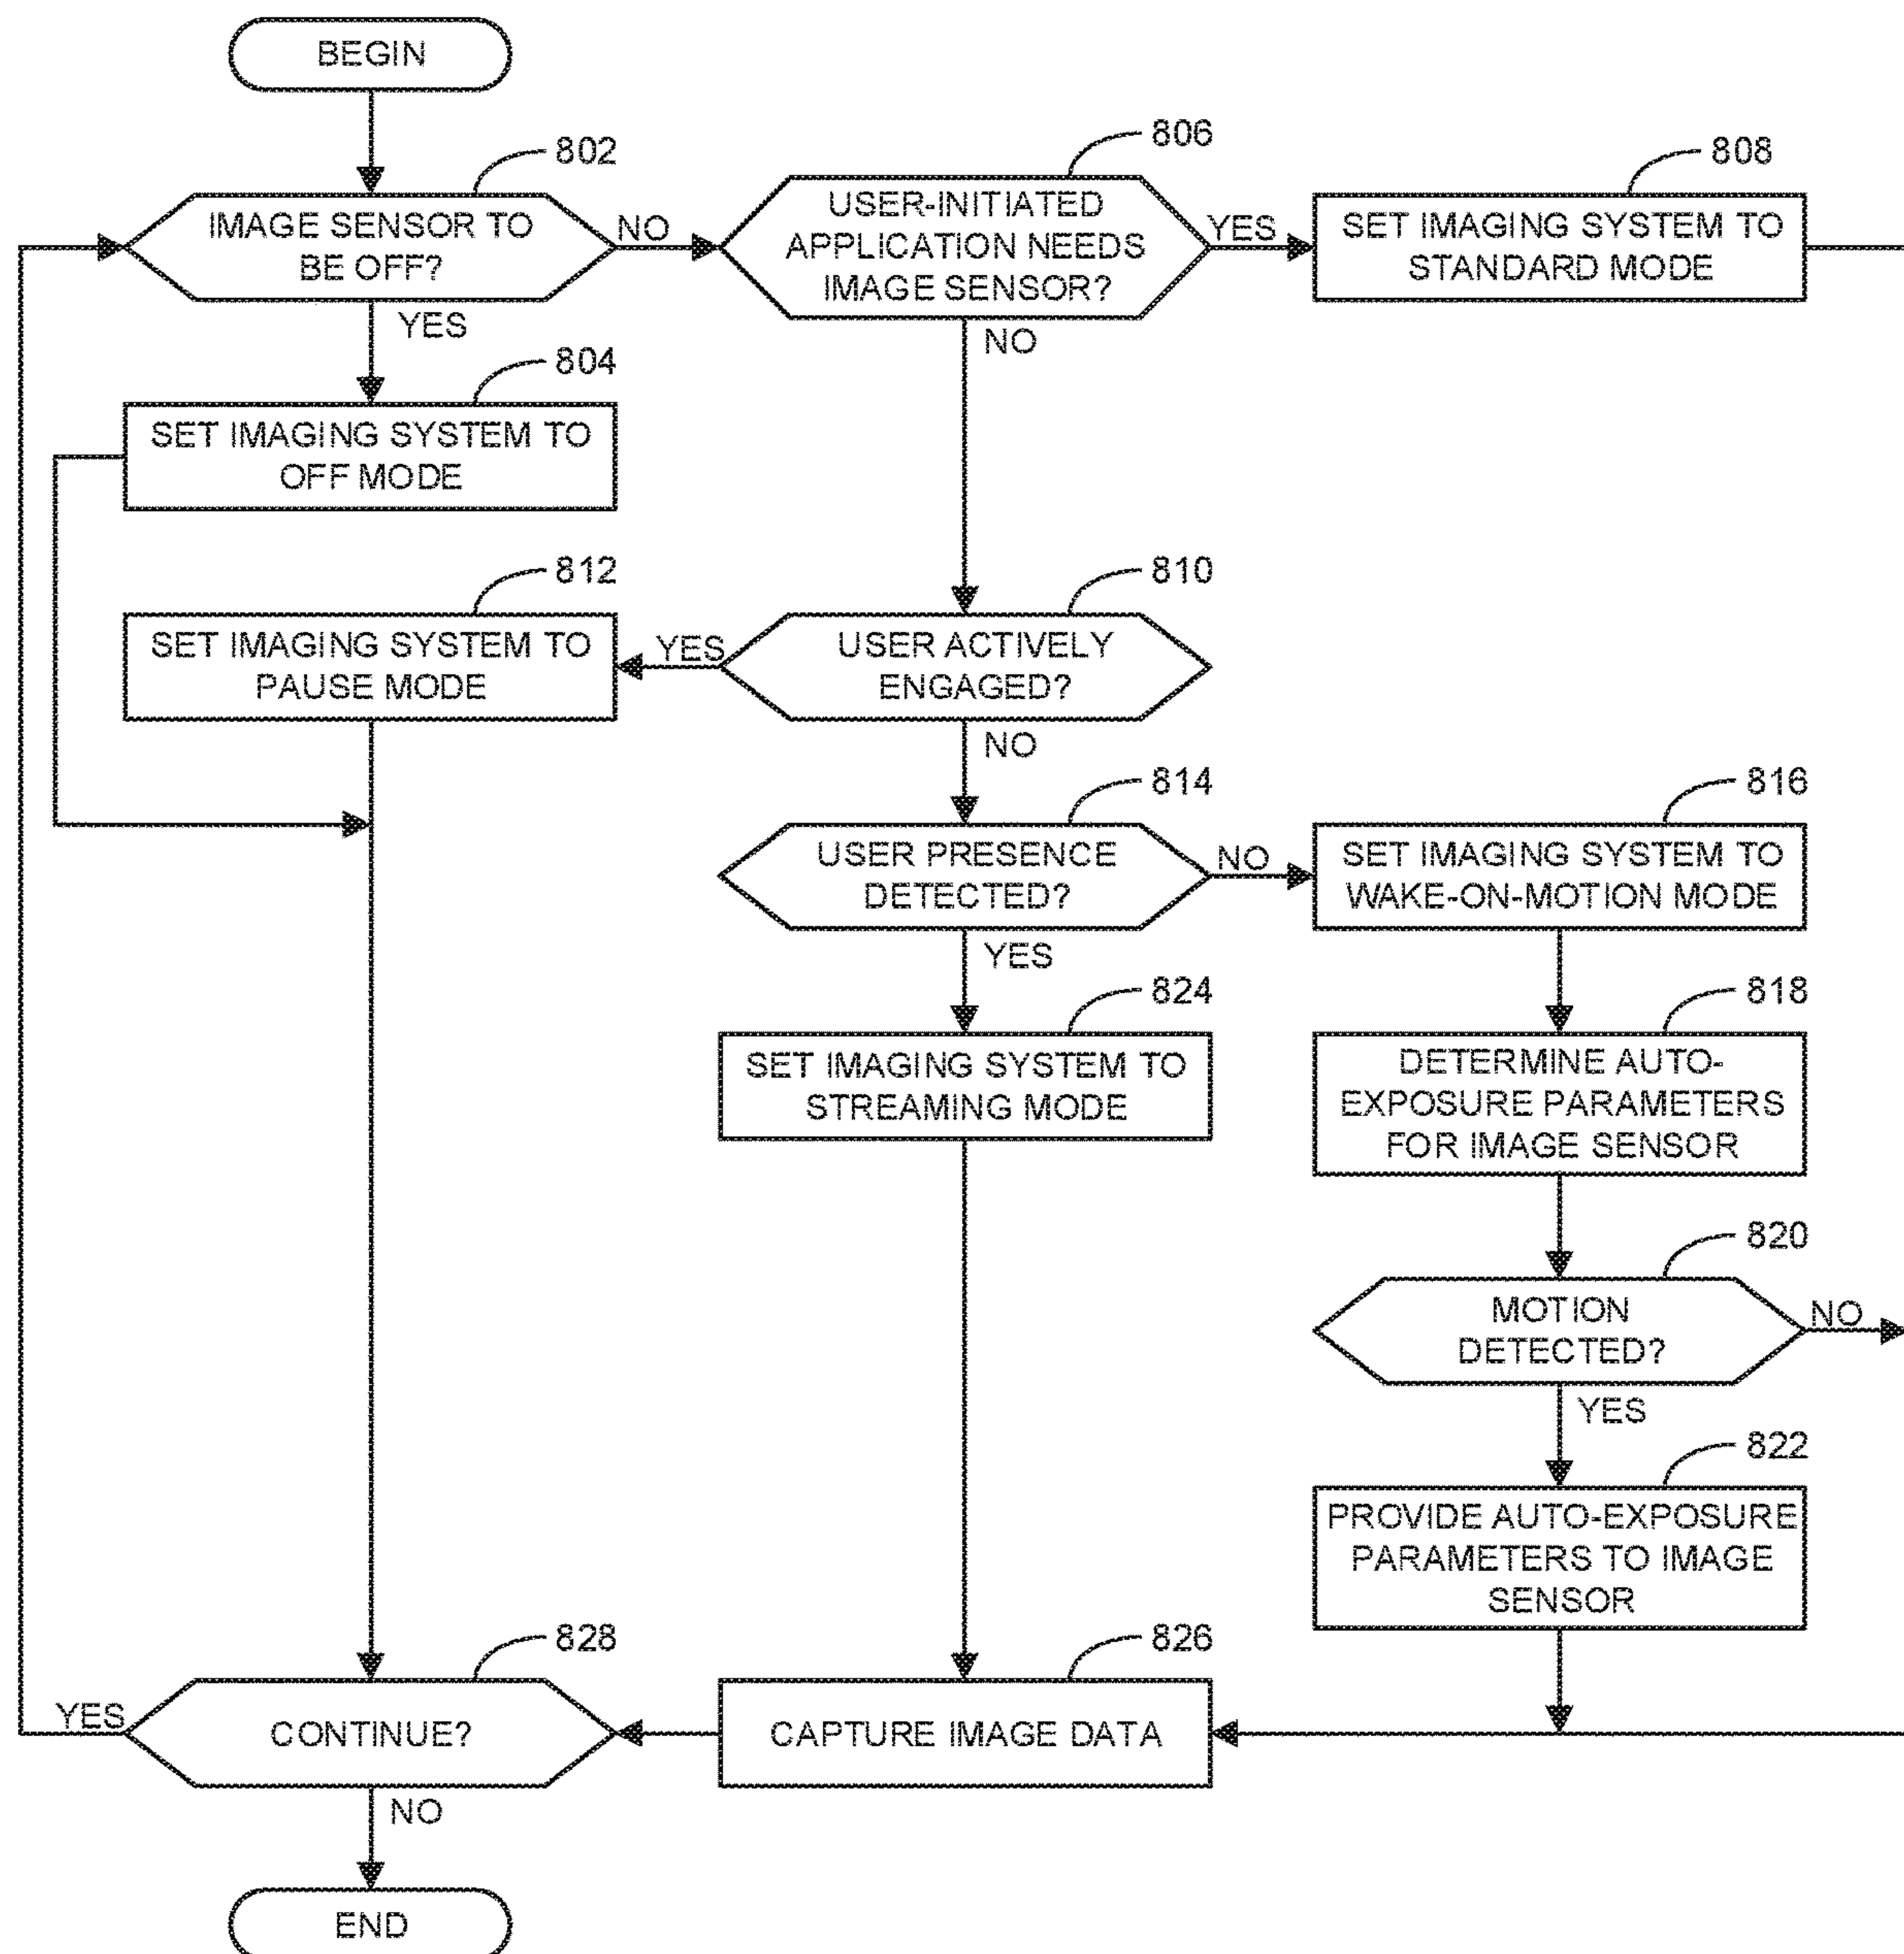 BEGIN
802
IMAGE SENSOR TO
BE OFF?
NO
YES
806
USER-INITIATED
APPLICATION NEEDS
IMAGE SENSOR?
YES
NO
808
SET IMAGING SYSTEM TO
STANDARD MODE
804
SET IMAGING SYSTEM TO
OFF MODE
812
SET IMAGING SYSTEM TO
PAUSE MODE
810
USER ACTIVELY
ENGAGED?
YES
NO
814
USER PRESENCE
DETECTED?
NO
YES
816
SET IMAGING SYSTEM TO
WAKE-ON-MOTION MODE
824
SET IMAGING SYSTEM TO
STREAMING MODE
818
DETERMINE AUTO-
EXPOSURE PARAMETERS
FOR IMAGE SENSOR
820
MOTION
DETECTED?
NO
YES
822
PROVIDE AUTO-EXPOSURE
PARAMETERS TO IMAGE
SENSOR
828
CONTINUE?
YES
NO
826
CAPTURE IMAGE DATA
END